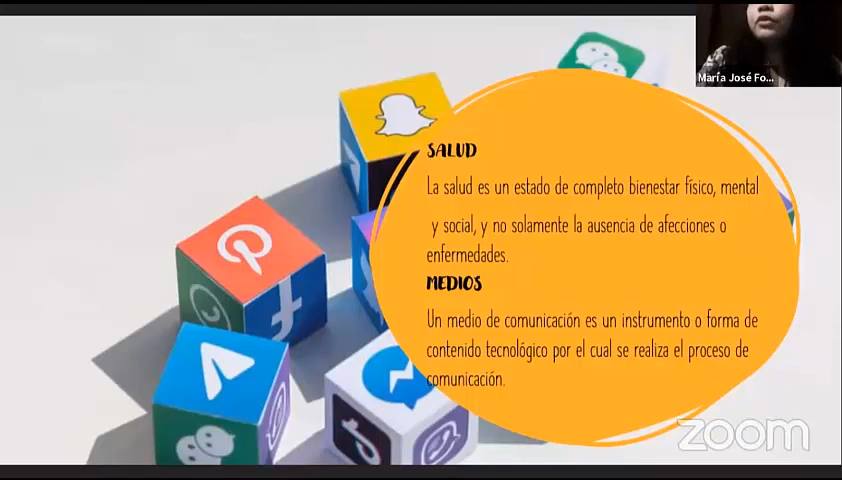 María José Fo...
SALUD
La salud es un estado de completo bienestar físico, mental
y social, y no solamente la ausencia de afecciones o
enfermedades.
MEDIOS
Un medio de comunicación es un instrumento o forma de
contenido tecnológico por el cual se realiza el proceso de
comunicación.
zoom